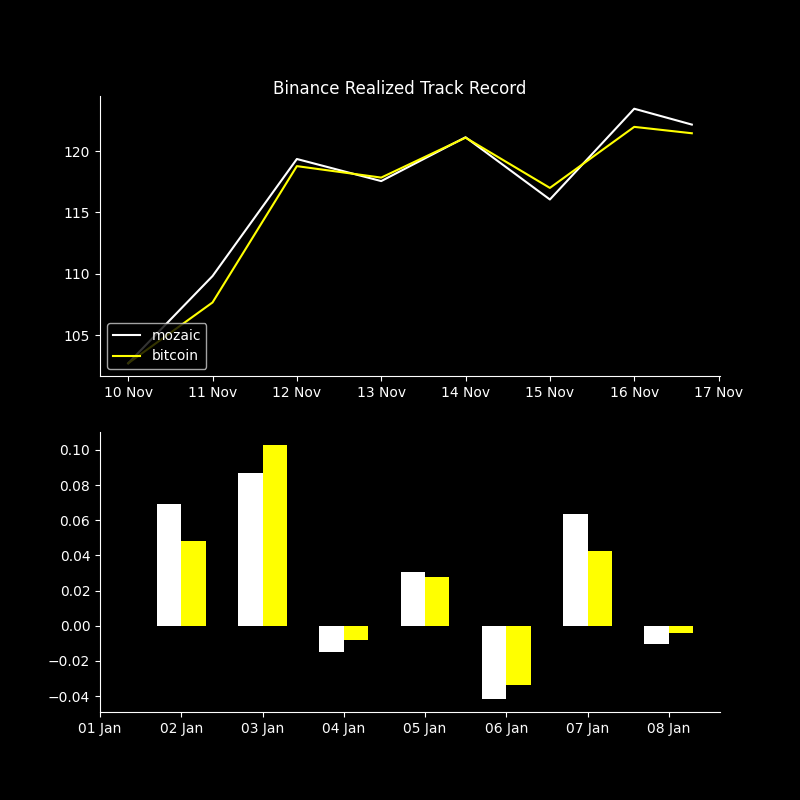 Binance Realized Track Record
120
115
110
105
mozaic
bitcoin
10 Nov 11 Nov 12 Nov 13 Nov 14 Nov 15 Nov 16 Nov 17 Nov
0.10
0.08
0.06
0.04
0.02
0.00
−0.02
−0.04
01 Jan 02 Jan 03 Jan 04 Jan 05 Jan 06 Jan 07 Jan 08 Jan